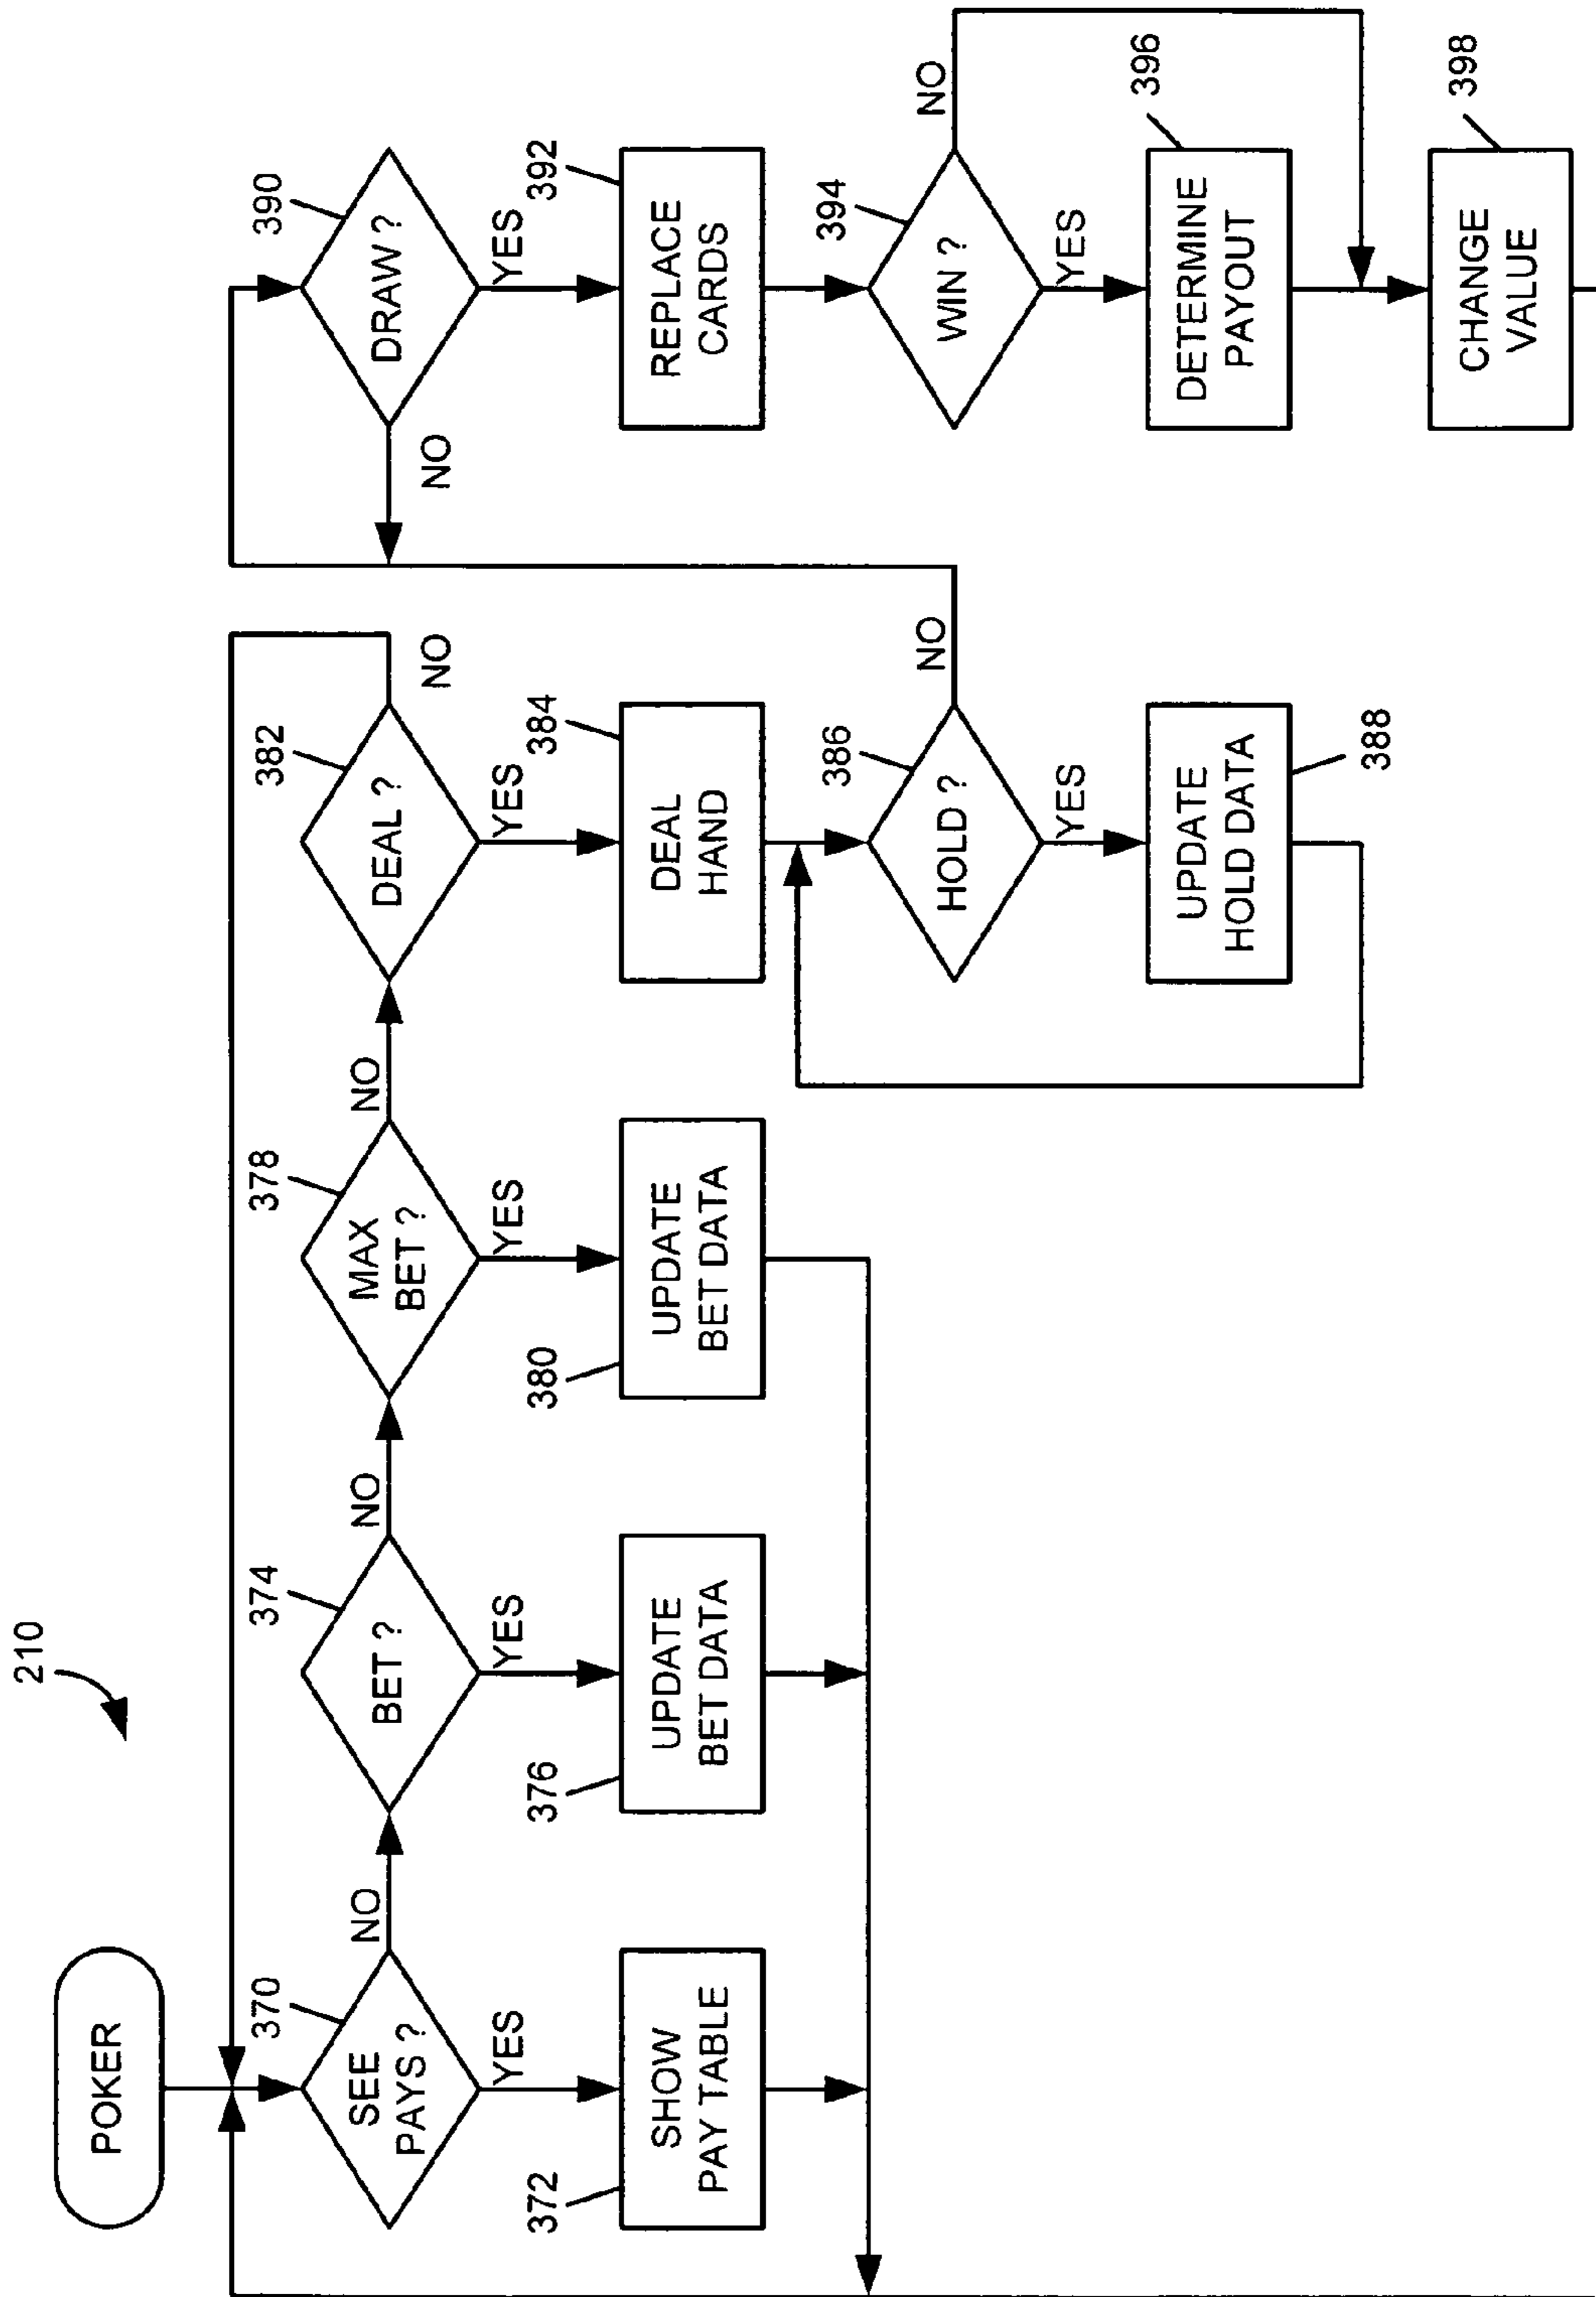 210
POKER
370
SEE
PAYS ?
NO
YES
372
SHOW
PAY TABLE
374
BET ?
NO
YES
376
UPDATE
BET DATA
378
MAX
BET ?
NO
YES
380
UPDATE
BET DATA
382
DEAL ?
NO
YES
384
DEAL
HAND
386
HOLD ?
NO
YES
UPDATE
HOLD DATA
388
390
DRAW ?
NO
YES
392
REPLACE
CARDS
394
WIN ?
NO
YES
396
DETERMINE
PAYOUT
398
CHANGE
VALUE